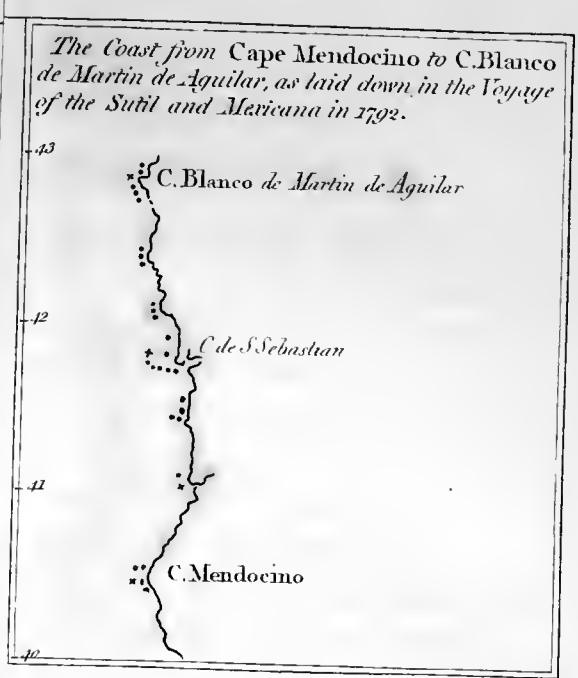 The Coast from Cape Mendocino to C.Blanco
de Martin de Aguilar, as laid down in the Voyage
of the Sutil and Mexicana in 1792.
43
C.Blanco de Martin de Aguilar
42
C de S Sebastian
41
C.Mendocino
40